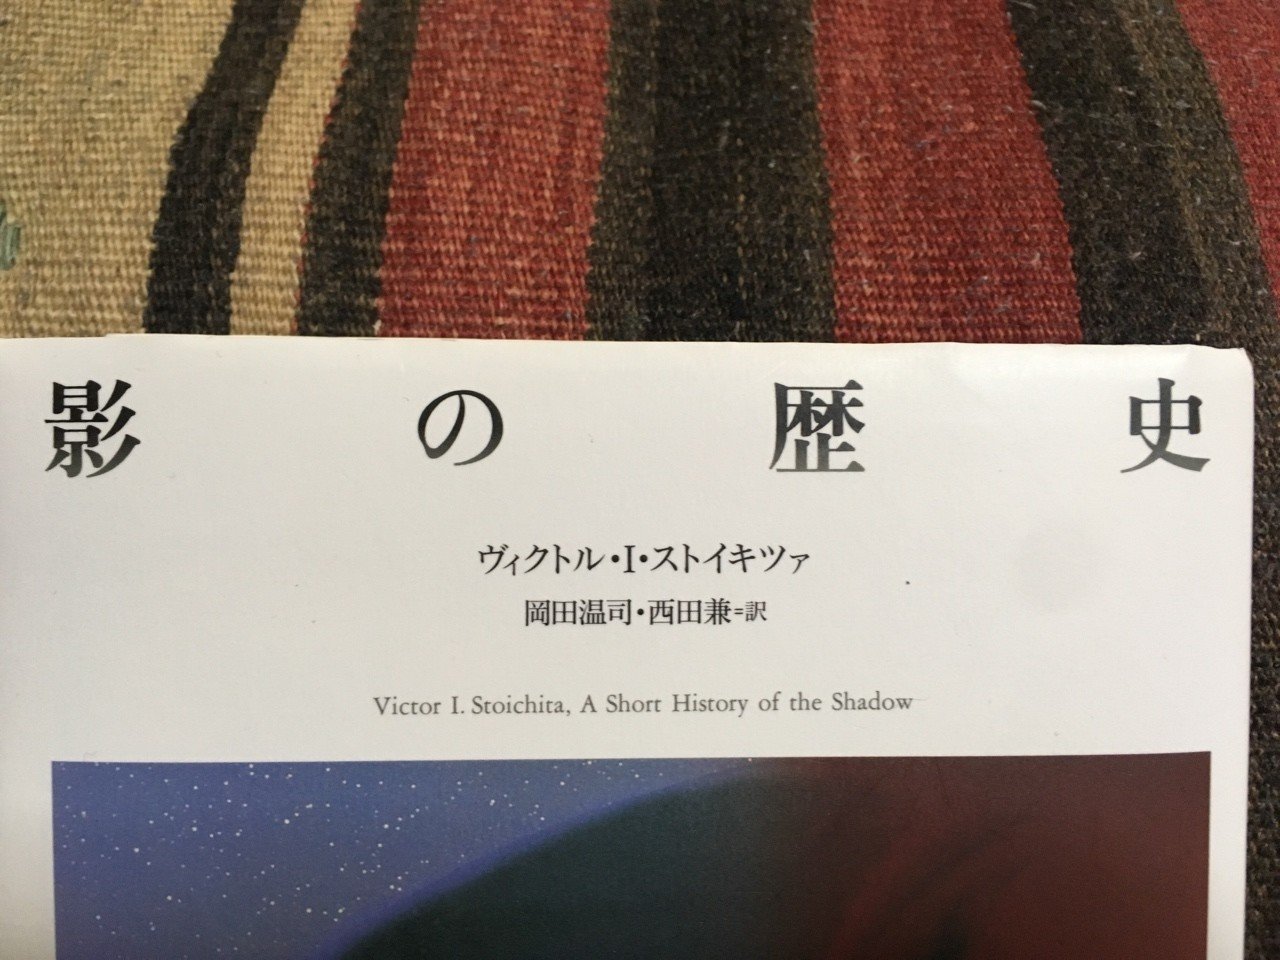 影の歴史
ヴィクトル・I・ストイキツァ
岡田温司・西田兼=訳
Victor I. Stoichita, A Short History of the Shadow